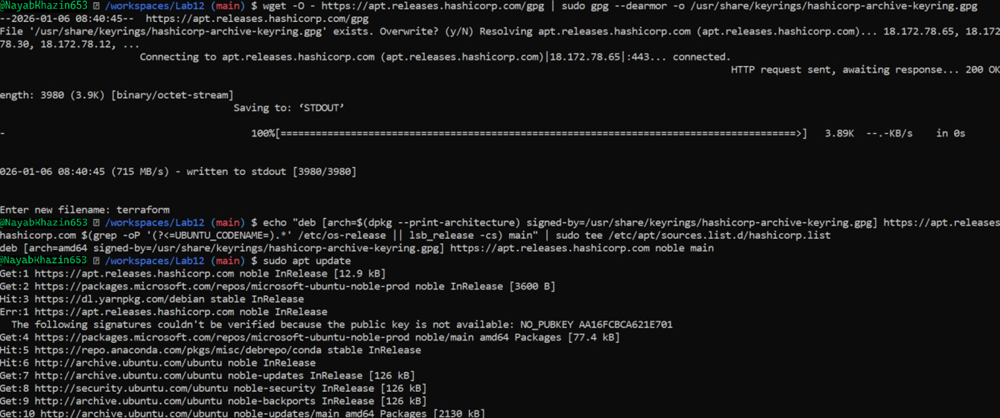 @NayabKhazin653 /workspaces/Lab12 (main) $ wget -O - https://apt.releases.hashicorp.com/gpg | sudo gpg --dearmor -o /usr/share/keyrings/hashicorp-archive-keyring.gpg
--2026-01-06 08:40:45-- https://apt.releases.hashicorp.com/gpg
File '/usr/share/keyrings/hashicorp-archive-keyring.gpg' exists. Overwrite? (y/N) Resolving apt.releases.hashicorp.com (apt.releases.hashicorp.com)... 18.172.78.65, 18.172
78.30, 18.172.78.12, ...
Connecting to apt.releases.hashicorp.com (apt.releases.hashicorp.com)|18.172.78.65|:443... connected.
HTTP request sent, awaiting response... 200 OK
ength: 3980 (3.9K) [binary/octet-stream]
Saving to: ‘STDOUT’
- 100%[=========================================================================================>] 3.89K --.-KB/s in 0s
026-01-06 08:40:45 (715 MB/s) - written to stdout [3980/3980]
Enter new filename: terraform
@NayabKhazin653 /workspaces/Lab12 (main) $ echo "deb [arch=$(dpkg --print-architecture) signed-by=/usr/share/keyrings/hashicorp-archive-keyring.gpg] https://apt.releases
hashicorp.com $(grep -oP '(?<=UBUNTU_CODENAME=).*' /etc/os-release || lsb_release -cs) main" | sudo tee /etc/apt/sources.list.d/hashicorp.list
deb [arch=amd64 signed-by=/usr/share/keyrings/hashicorp-archive-keyring.gpg] https://apt.releases.hashicorp.com noble main
@NayabKhazin653 /workspaces/Lab12 (main) $ sudo apt update
Get:1 https://apt.releases.hashicorp.com noble InRelease [12.9 kB]
Get:2 https://packages.microsoft.com/repos/microsoft-ubuntu-noble-prod noble InRelease [3600 B]
Hit:3 https://dl.yarnpkg.com/debian stable InRelease
Err:1 https://apt.releases.hashicorp.com noble InRelease
The following signatures couldn't be verified because the public key is not available: NO_PUBKEY AA16FCBCA621E701
Get:4 https://packages.microsoft.com/repos/microsoft-ubuntu-noble-prod noble/main amd64 Packages [77.4 kB]
Hit:5 https://repo.anaconda.com/pkgs/misc/debrepo/conda stable InRelease
Hit:6 http://archive.ubuntu.com/ubuntu noble InRelease
Get:7 http://archive.ubuntu.com/ubuntu noble-updates InRelease [126 kB]
Get:8 http://security.ubuntu.com/ubuntu noble-security InRelease [126 kB]
Get:9 http://archive.ubuntu.com/ubuntu noble-backports InRelease [126 kB]
Get:10 http://archive.ubuntu.com/ubuntu noble-updates/main amd64 Packages [2130 kB]